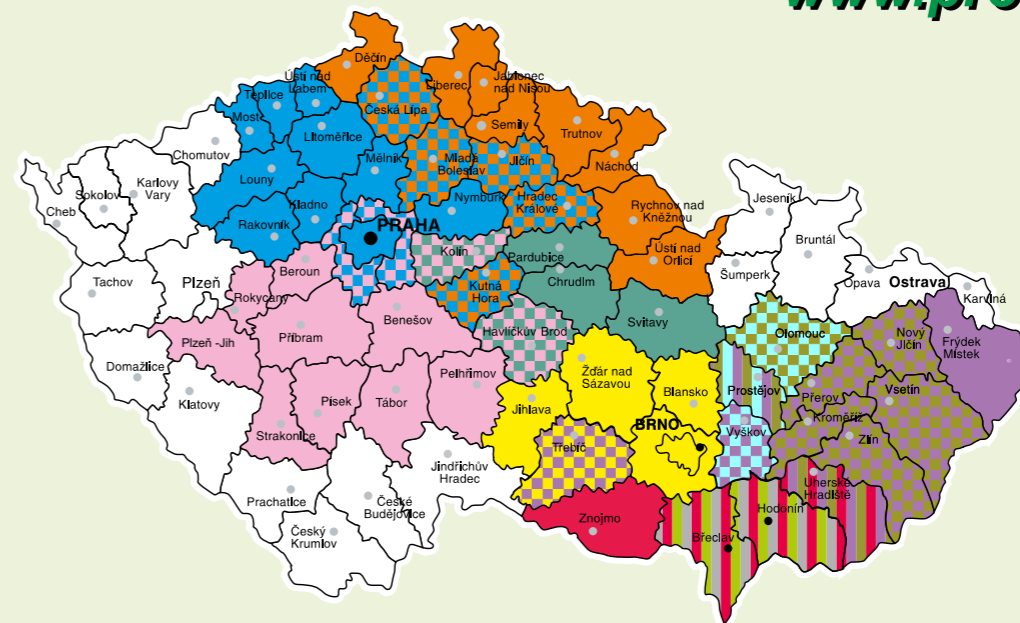 www.pro
Děčín
Ústí nad
Labem
Teplice
Most
Česká Lípa
Liberec
Jablonec
nad Nisou
Chomutov
Litoměřice
Semily
Trutnov
Mělník
Mladá
Boleslav
Jičín
Náchod
Karlovy
Vary
Sokolov
Cheb
Louny
Kladno
Nymburk
Hradec
Králové
Rychnov nad
Kněžnou
Jeseník
Rakovník
PRAHA
Kolín
Pardubice
Ústí nad
Orlicí
Bruntál
Šumperk
Opava
Ostrava
Karviná
Tachov
Plzeň
Beroun
Rokycany
Kutná
Hora
Chrudim
Benešov
Svitavy
Plzeň -Jih
Příbram
Havlíčkův Brod
Olomouc
Nový
Jičín
Frýdek
Místek
Domažlice
Klatovy
Písek
Tábor
Pelhřimov
Žďár nad
Sázavou
Blansko
Prostějov
Přerov
Vsetín
Jihlava
Kroměříž
Strakonice
BRNO
Vyškov
Zlín
Třebíč
Jindřichův
Hradec
Uherské
Hradiště
Prachatice
České
Budějovice
Hodonín
Znojmo
Český
Krumlov
Břeclav